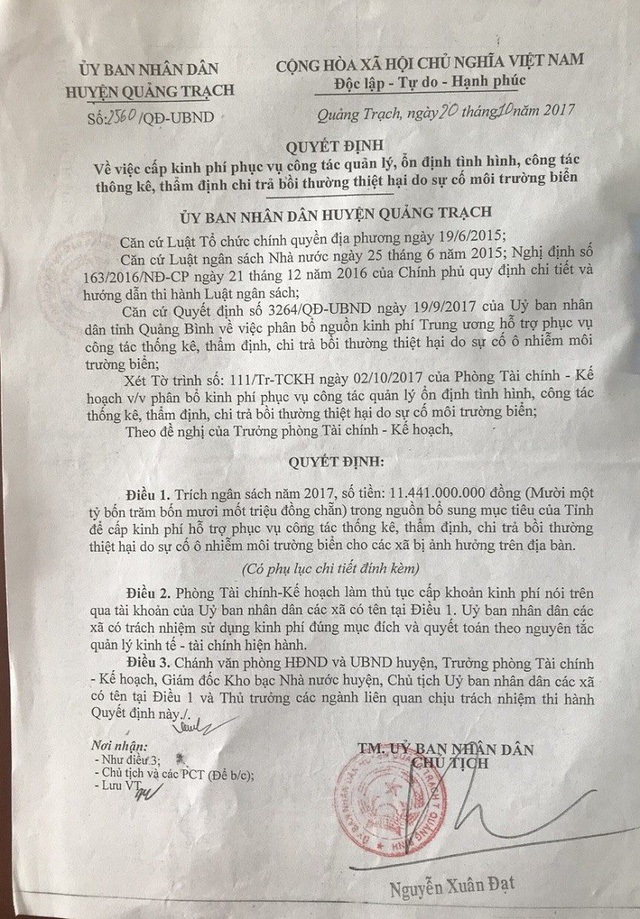 ỦY BAN NHÂN DÂN
HUYỆN QUẢNG TRẠCH
Số:2560/QĐ-UBND
CỘNG HÒA XÃ HỘI CHỦ NGHĨA VIỆT NAM
Độc lập - Tự do - Hạnh phúc
Quảng Trạch, ngày20 tháng10năm 2017
QUYẾT ĐỊNH
Về việc cấp kinh phí phục vụ công tác quản lý, ổn định tình hình, công tác
thống kê, thẩm định chi trả bồi thường thiệt hại do sự cố môi trường biển
ỦY BAN NHÂN DÂN HUYỆN QUẢNG TRẠCH
Căn cứ Luật Tổ chức chính quyền địa phương ngày 19/6/2015;
Căn cứ Luật ngân sách Nhà nước ngày 25 tháng 6 năm 2015; Nghị định số
163/2016/NĐ-CP ngày 21 tháng 12 năm 2016 của Chính phủ quy định chi tiết và
hướng dẫn thi hành Luật ngân sách;
Căn cứ Quyết định số 3264/QĐ-UBND ngày 19/9/2017 của Uỷ ban nhân
dân tỉnh Quảng Bình về việc phân bổ nguồn kinh phí Trung ương hỗ trợ phục vụ
công tác thống kê, thẩm định, chi trả bồi thường thiệt hại do sự cố ô nhiễm môi
trường biển;
Xét Tờ trình số: 111/Tr-TCKH ngày 02/10/2017 của Phòng Tài chính - Kế
hoạch v/v phân bổ kinh phí phục vụ công tác quản lý ổn định tình hình, công tác
thống kê, thẩm định, chi trả bồi thường thiệt hại do sự cố môi trường biển;
Theo đề nghị của Trưởng phòng Tài chính - Kế hoạch,
QUYẾT ĐỊNH:
Điều 1. Trích ngân sách năm 2017, số tiền: 11.441.000.000 đồng (Mười một
tỷ bốn trăm bốn mươi mốt triệu đồng chẵn) trong nguồn bổ sung mục tiêu của Tỉnh
để cấp kinh phí hỗ trợ phục vụ công tác thống kê, thẩm định, chi trả bồi thường
thiệt hại do sự cố ô nhiễm môi trường biển cho các xã bị ảnh hưởng trên địa bàn.
(Có phụ lục chi tiết đính kèm)
Điều 2. Phòng Tài chính-Kế hoạch làm thủ tục cấp khoản kinh phí nói trên
qua tài khoản của Uỷ ban nhân dân các xã có tên tại Điều 1. Uỷ ban nhân dân các
xã có trách nhiệm sử dụng kinh phí đúng mục đích và quyết toán theo nguyên tắc
quản lý kinh tế - tài chính hiện hành.
Điều 3. Chánh văn phòng HĐND và UBND huyện, Trưởng phòng Tài chính
- Kế hoạch, Giám đốc Kho bạc Nhà nước huyện, Chủ tịch Uỷ ban nhân dân các xã
có tên tại Điều 1 và Thủ trưởng các ngành liên quan chịu trách nhiệm thi hành
Quyết định này./.
Nơi nhận:
- Như điều 3;
- Chủ tịch và các PCT (Để b/c);
- Lưu VT.
TM. UỶ BAN NHÂN DÂN
CHỦ TỊCH
Nguyễn Xuân Đạt